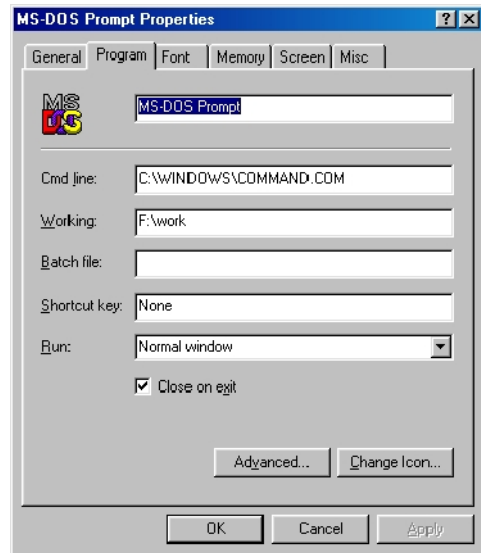 MS-DOS Prompt Properties
General Program Font Memory Screen Misc
MS
DOS
MS-DOS Prompt
Cmd line: C:\WINDOWS\COMMAND.COM
Working: F:\work
Batch file:
Shortcut key: None
Run: Normal window
Close on exit
Advanced... Change Icon...
OK Cancel Apply